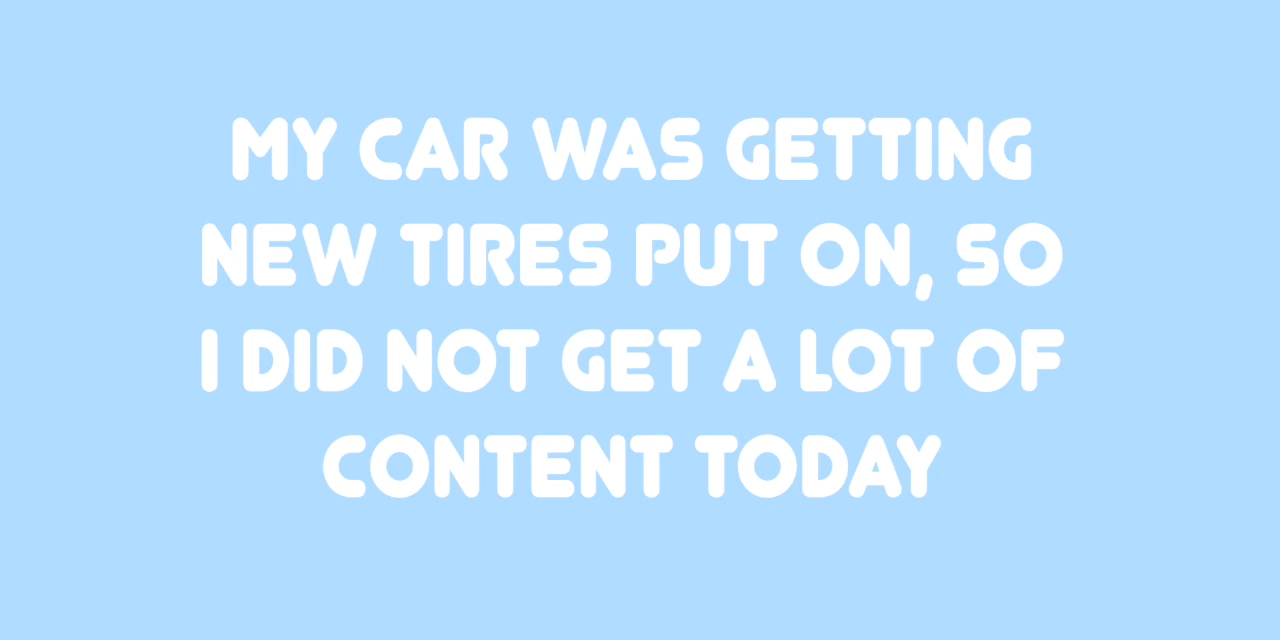 MY CAR WAS GETTING
NEW TIRES PUT ON, SO
I DID NOT GET A LOT OF
CONTENT TODAY